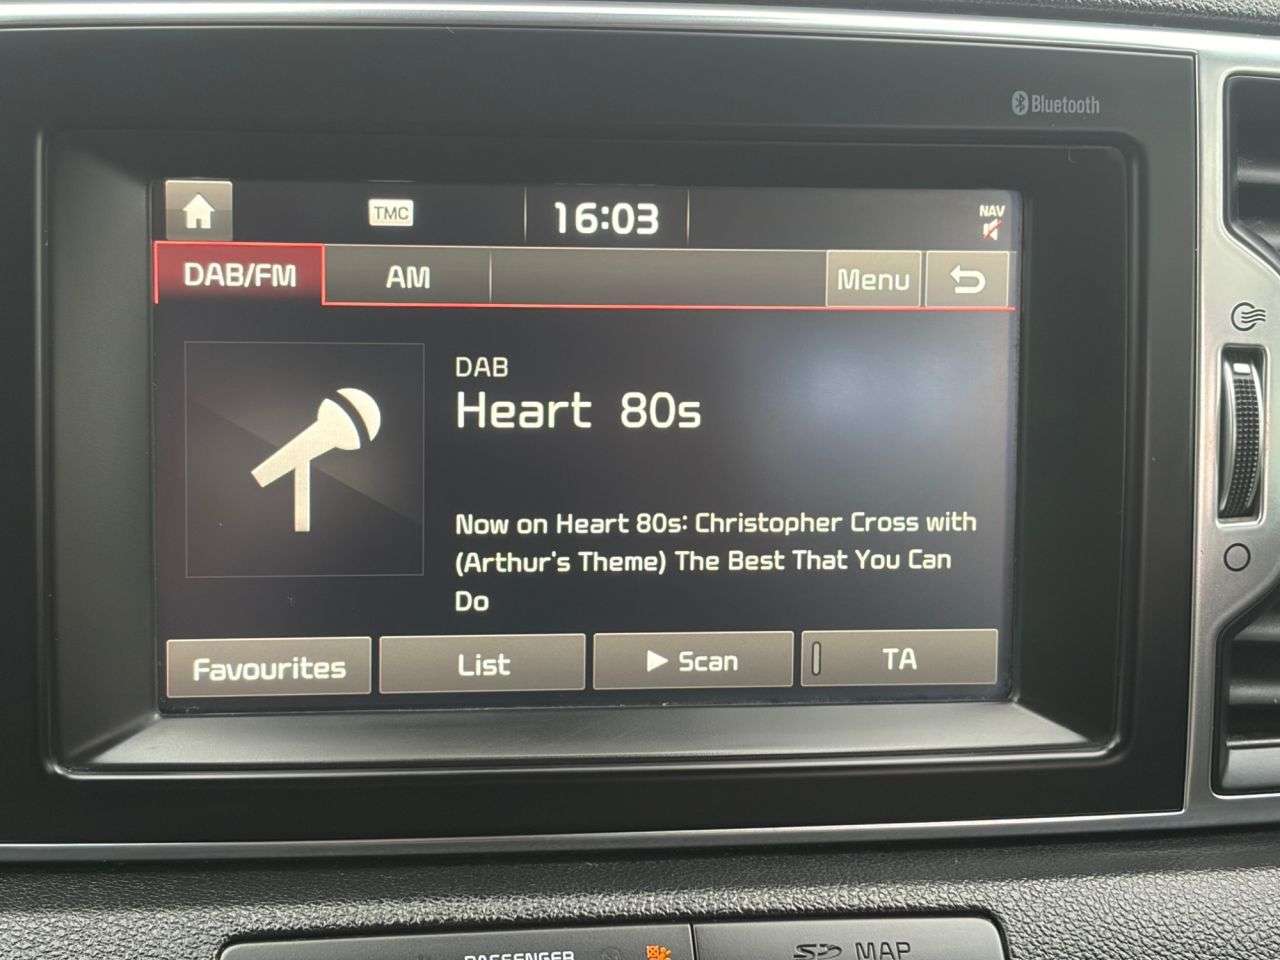 Bluetooth
TMC
16:03
NAV
DAB/FM
AM
Menu
DAB
Heart 80s
Now on Heart 80s: Christopher Cross with
(Arthur's Theme) The Best That You Can
Do
Favourites
List
Scan
TA
PASSENGER
SD MAP